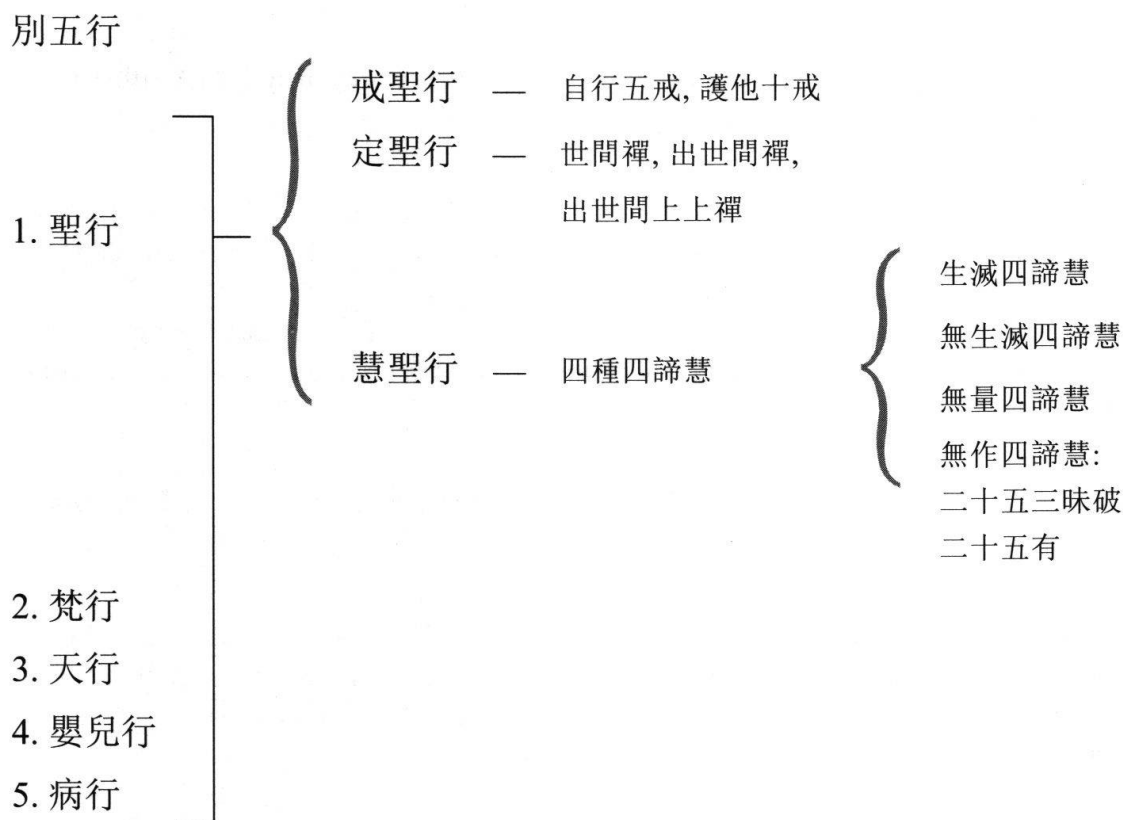 別五行
戒聖行 — 自行五戒, 護他十戒
定聖行 — 世間禪, 出世間禪,
出世間上上禪
1. 聖行
慧聖行 — 四種四諦慧
生滅四諦慧
無生滅四諦慧
無量四諦慧
無作四諦慧:
二十五三昧破
二十五有
2. 梵行
3. 天行
4. 嬰兒行
5. 病行